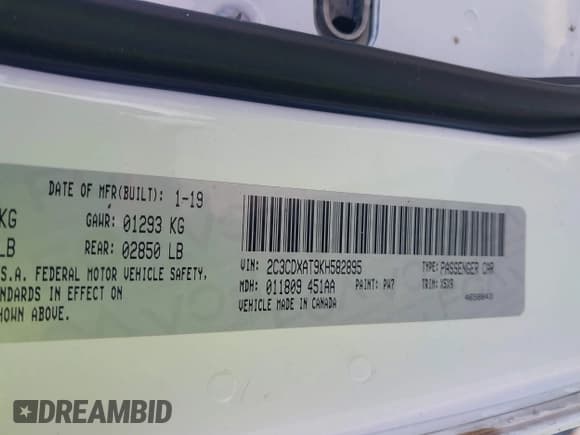 DATE OF MFR(BUILT): 1-19
KG GAWR: 01293 KG
LB REAR: 02850 LB
S.A. FEDERAL MOTOR VEHICLE SAFETY,
NDARDS IN EFFECT ON
HOWN ABOVE.
VIN: 2C3CDXAT9KH582895 TYPE: PASSENGER CAR
MDH: 011809 451AA PAINT: PW7 TRIM: X5X9
VEHICLE MADE IN CANADA
DREAMBID